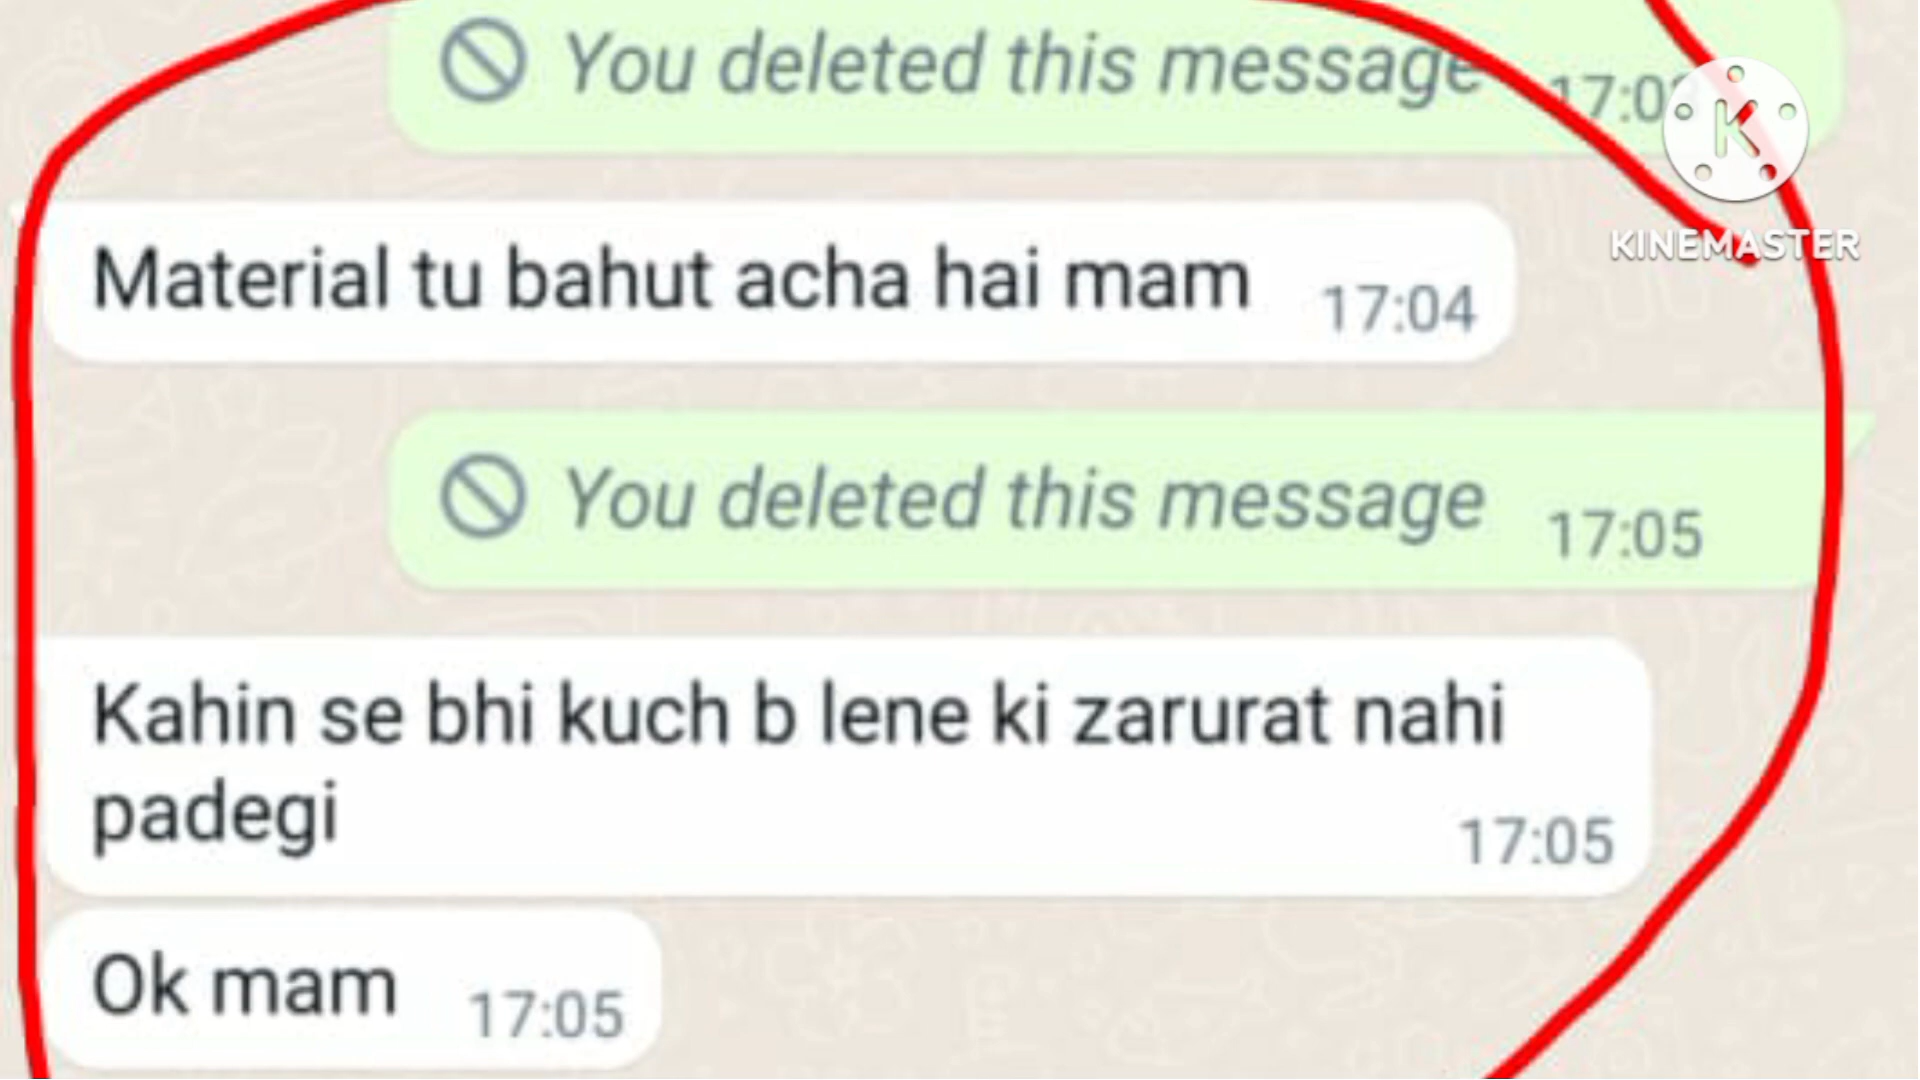 You deleted this message
Material tu bahut acha hai mam 17:04
You deleted this message 17:05
Kahin se bhi kuch b lene ki zarurat nahi
padegi 17:05
Ok mam 17:05
K
KINEMASTER